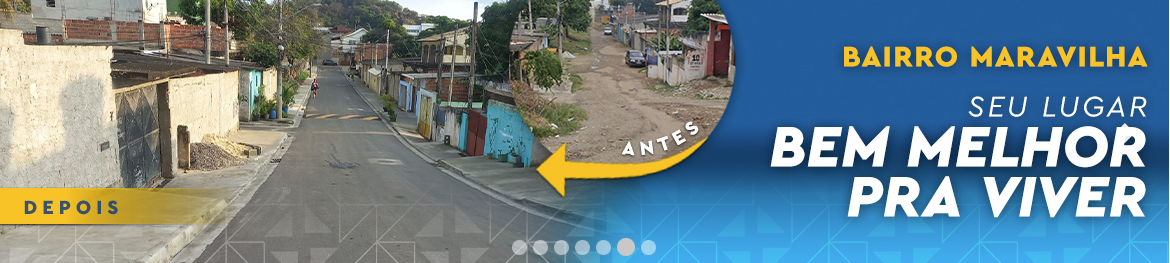 BAIRRO MARAVILHA
SEU LUGAR
BEM MELHOR
PRA VIVER
ANTES
DEPOIS